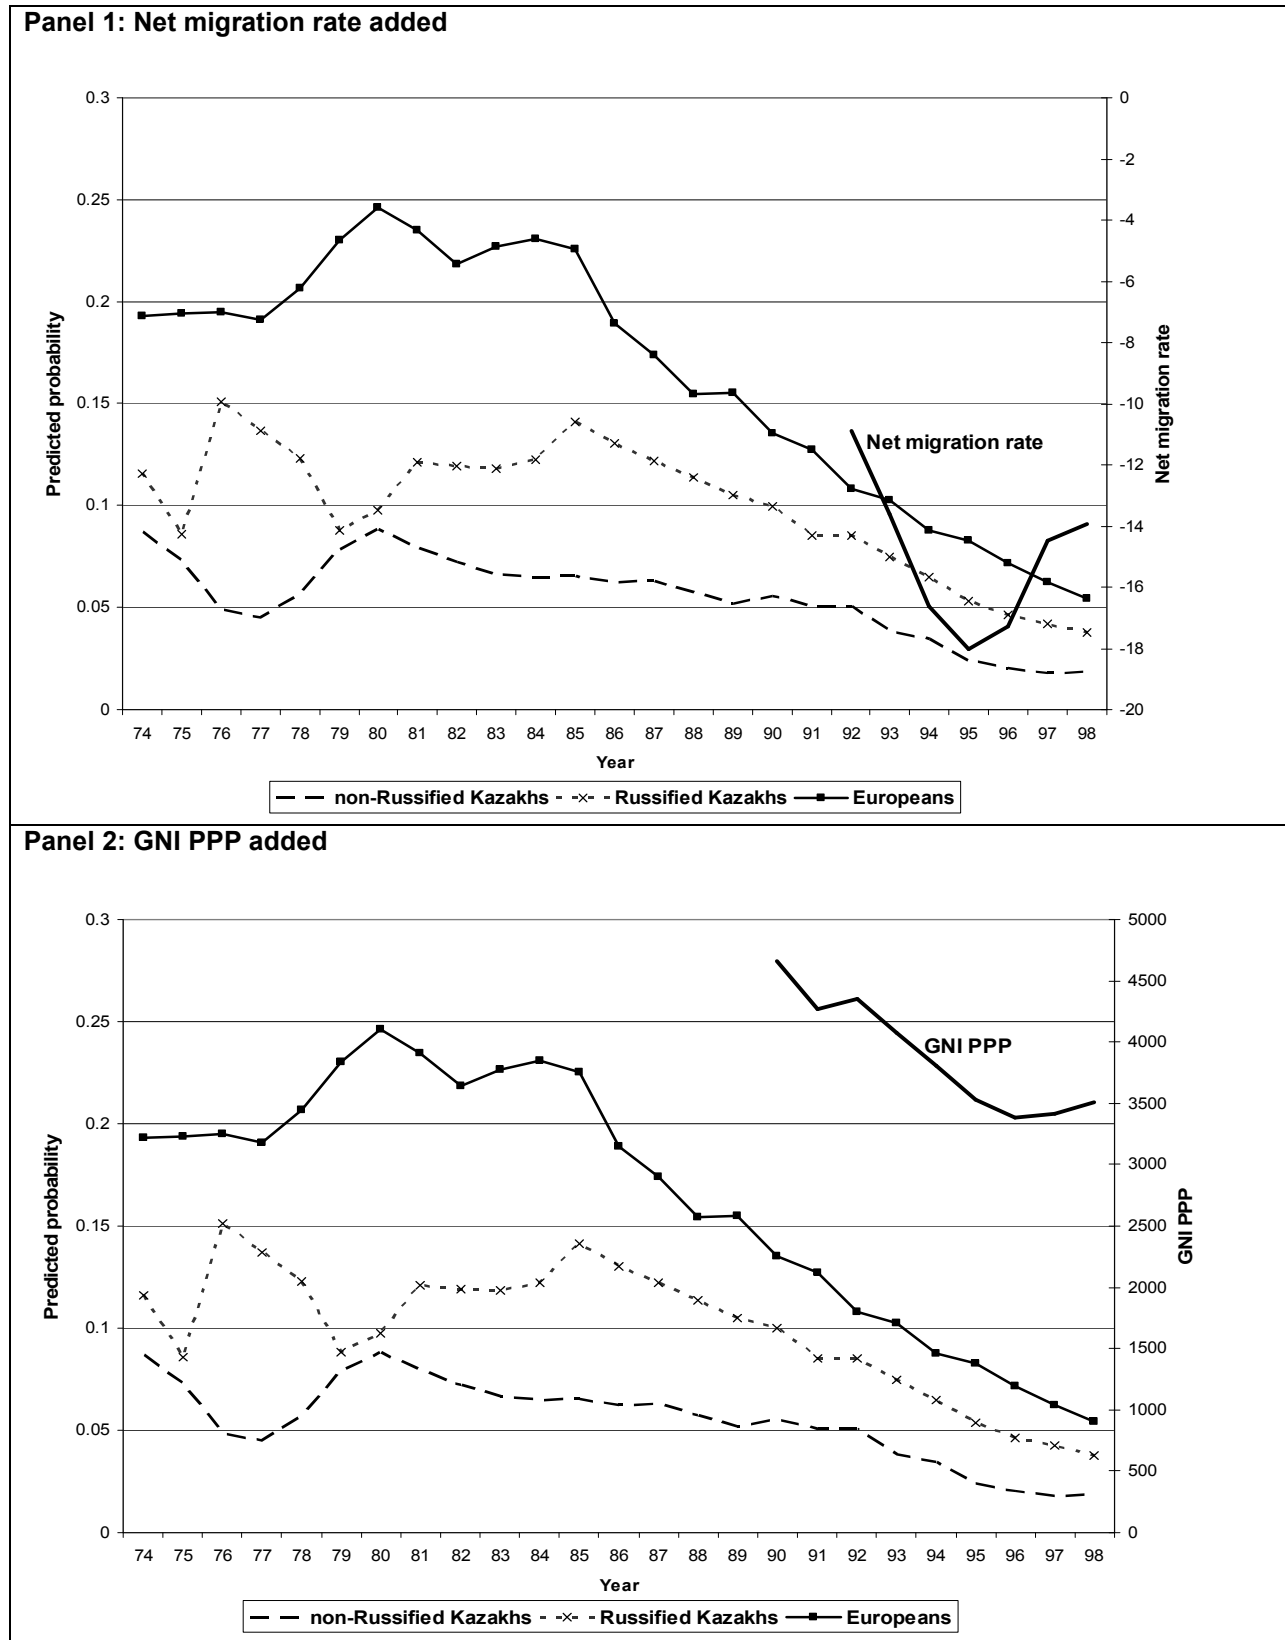 Panel 1: Net migration rate added
0.3
0.25
0.2
0.15
0.1
0.05
0
Predicted probability
0
-2
-4
-6
-8
-10
-12
-14
-16
-18
-20
Net migration rate
Net migration rate
74 75 76 77 78 79 80 81 82 83 84 85 86 87 88 89 90 91 92 93 94 95 96 97 98
Year
non-Russified Kazakhs Russified Kazakhs Europeans
Panel 2: GNI PPP added
0.3
0.25
0.2
0.15
0.1
0.05
0
Predicted probability
5000
4500
4000
3500
3000
2500
2000
1500
1000
500
0
GNI PPP
GNI PPP
74 75 76 77 78 79 80 81 82 83 84 85 86 87 88 89 90 91 92 93 94 95 96 97 98
Year
non-Russified Kazakhs Russified Kazakhs Europeans